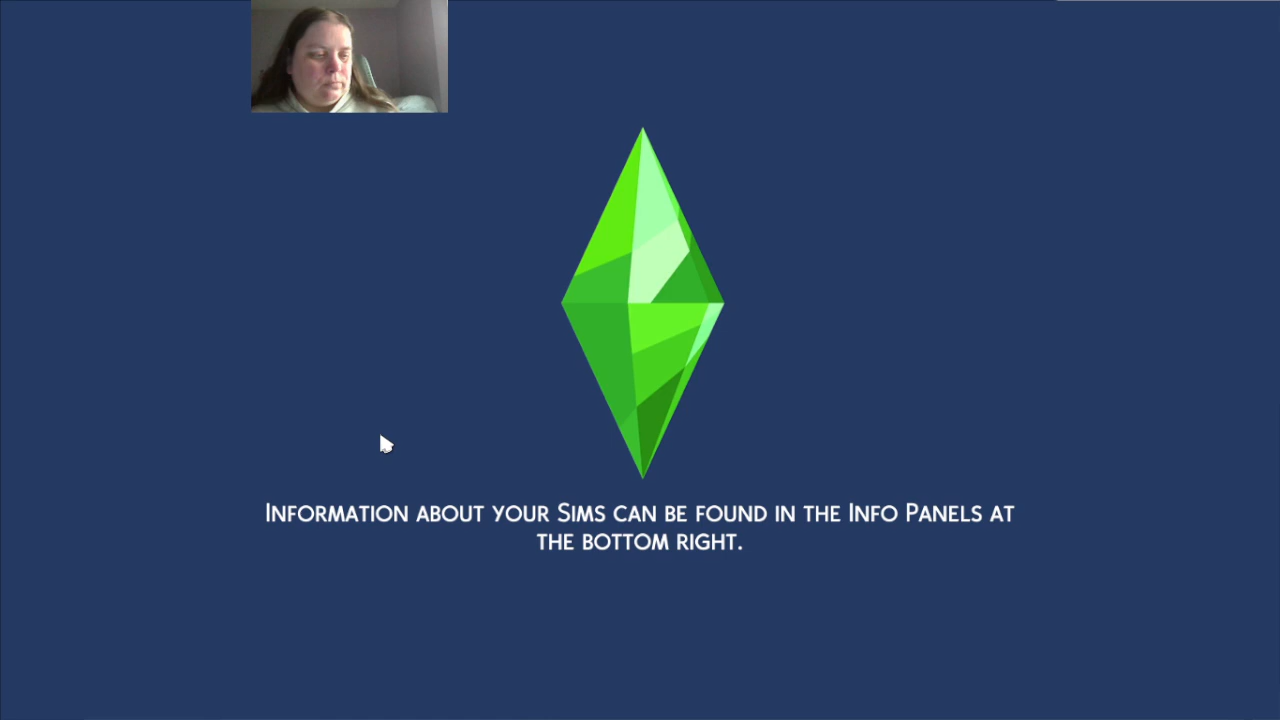 Information about your Sims can be found in the Info Panels at
the bottom right.